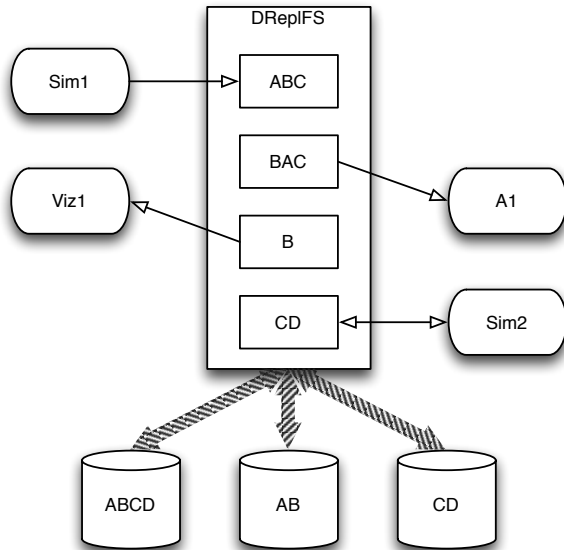 DReplFS
Sim1
ABC
BAC
Viz1
A1
B
CD
Sim2
ABCD
AB
CD